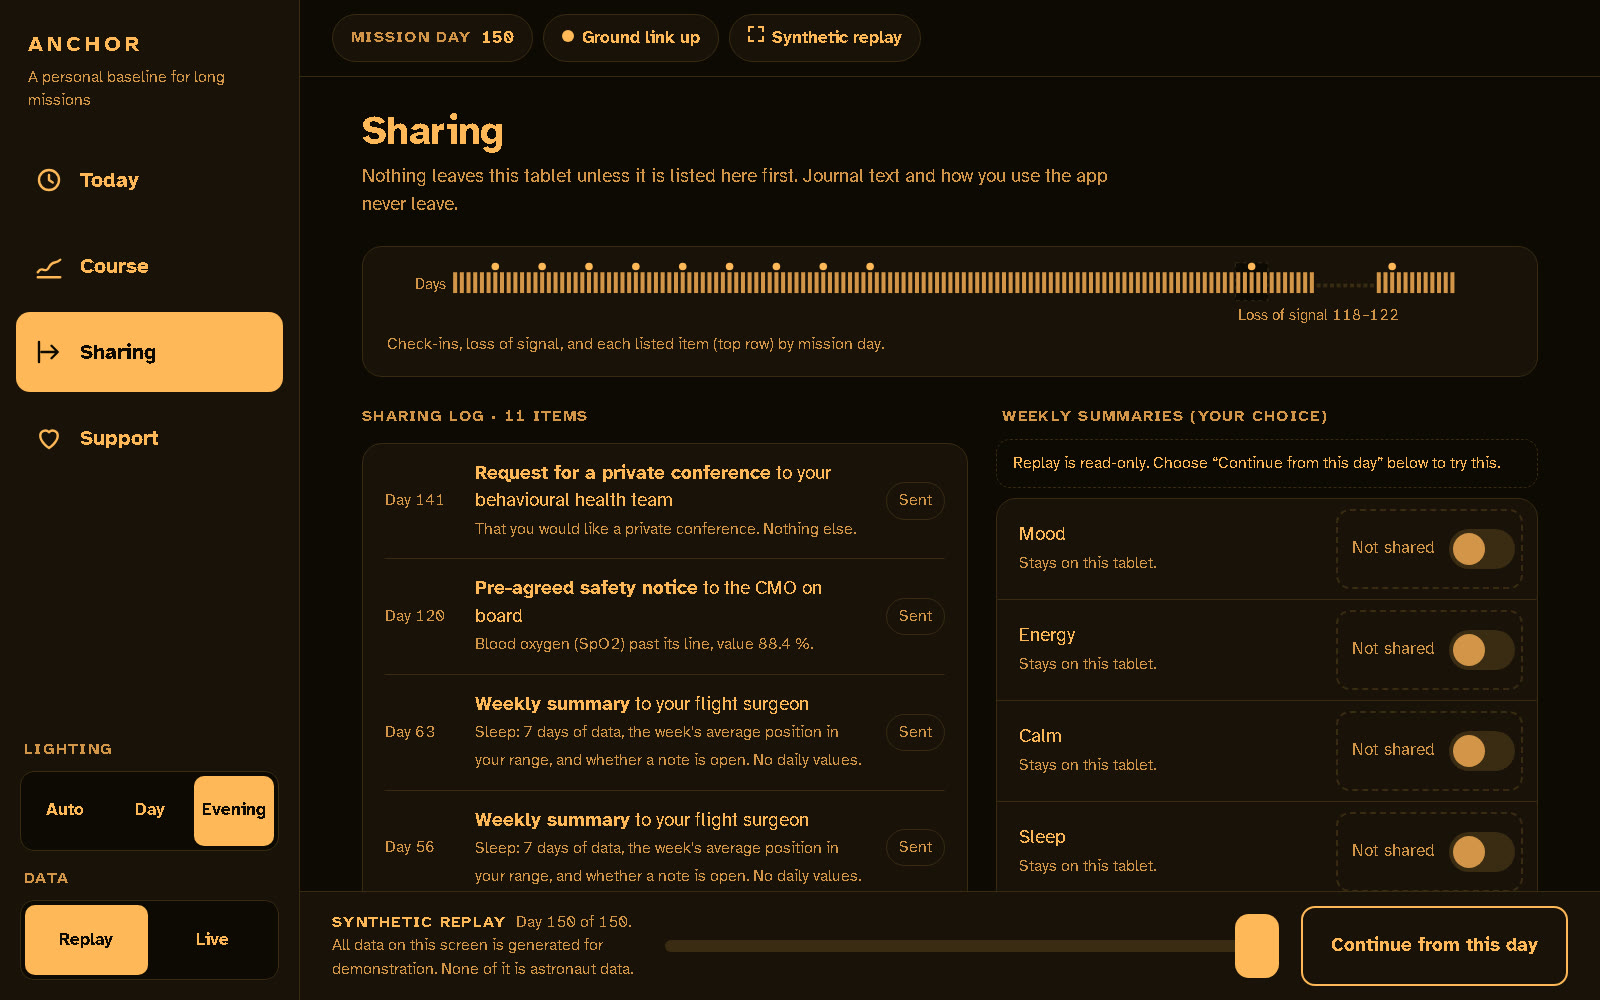 ANCHOR
A personal baseline for long
missions
Today
Course
Sharing
Support
LIGHTING
Auto
Day
Evening
DATA
Replay
Live
MISSION DAY 150
Ground link up
Synthetic replay
Sharing
Nothing leaves this tablet unless it is listed here first. Journal text and how you use the app
never leave.
Days
Loss of signal 118–122
Check-ins, loss of signal, and each listed item (top row) by mission day.
SHARING LOG · 11 ITEMS
Day 141
Request for a private conference to your
behavioural health team
That you would like a private conference. Nothing else.
Sent
Day 120
Pre-agreed safety notice to the CMO on
board
Blood oxygen (SpO2) past its line, value 88.4 %.
Sent
Day 63
Weekly summary to your flight surgeon
Sleep: 7 days of data, the week's average position in
your range, and whether a note is open. No daily values.
Sent
Day 56
Weekly summary to your flight surgeon
Sleep: 7 days of data, the week's average position in
your range, and whether a note is open. No daily values.
Sent
WEEKLY SUMMARIES (YOUR CHOICE)
Replay is read-only. Choose “Continue from this day” below to try this.
Mood
Stays on this tablet.
Not shared
Energy
Stays on this tablet.
Not shared
Calm
Stays on this tablet.
Not shared
Sleep
Stays on this tablet.
Not shared
SYNTHETIC REPLAY Day 150 of 150.
All data on this screen is generated for
demonstration. None of it is astronaut data.
Continue from this day